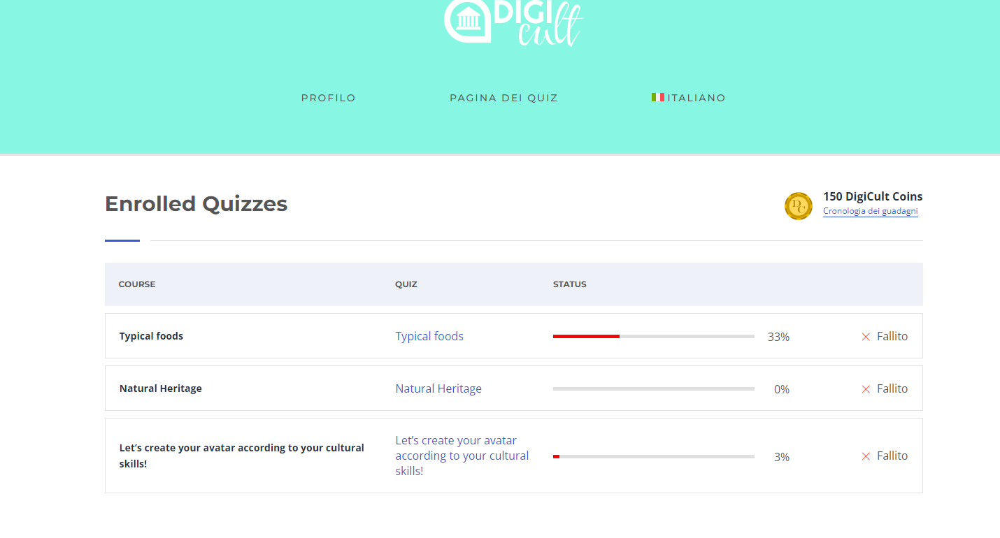 DIGI
cult
PROFILO PAGINA DEI QUIZ ITALIANO
Enrolled Quizzes
150 DigiCult Coins
Cronologia dei guadagni
DC
COURSE QUIZ STATUS
Typical foods Typical foods 33% Fallito
Natural Heritage Natural Heritage 0% Fallito
Let’s create your avatar according to your cultural
skills!
Let’s create your avatar
according to your cultural
skills!
3% Fallito